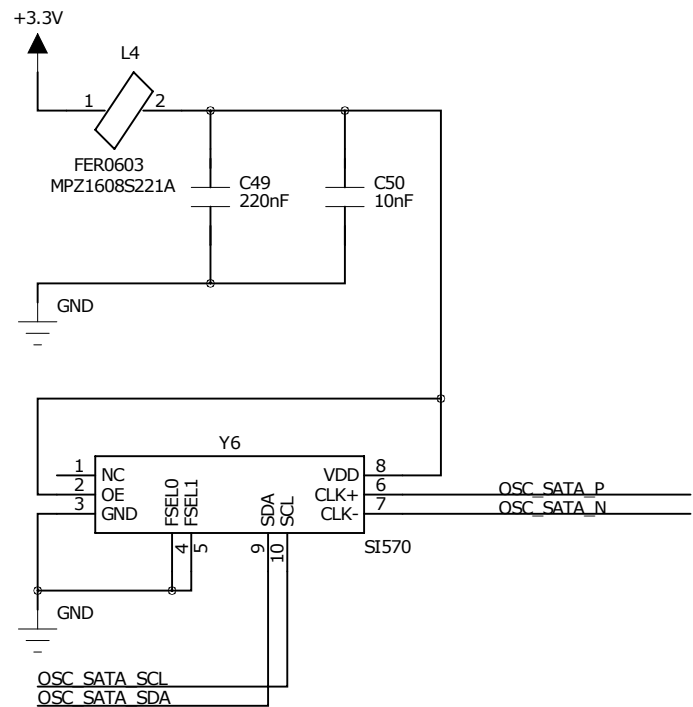 +3.3V
L4
1 2
FER0603
MPZ1608S221A
C49
220nF
C50
10nF
GND
Y6
1 NC
2 OE
3 GND
FSEL0
FSEL1
4
5
SDA
SCL
9
10
VDD 8
CLK+ 6
CLK- 7
OSC_SATA_P
OSC_SATA_N
SI570
GND
OSC_SATA_SCL
OSC_SATA_SDA